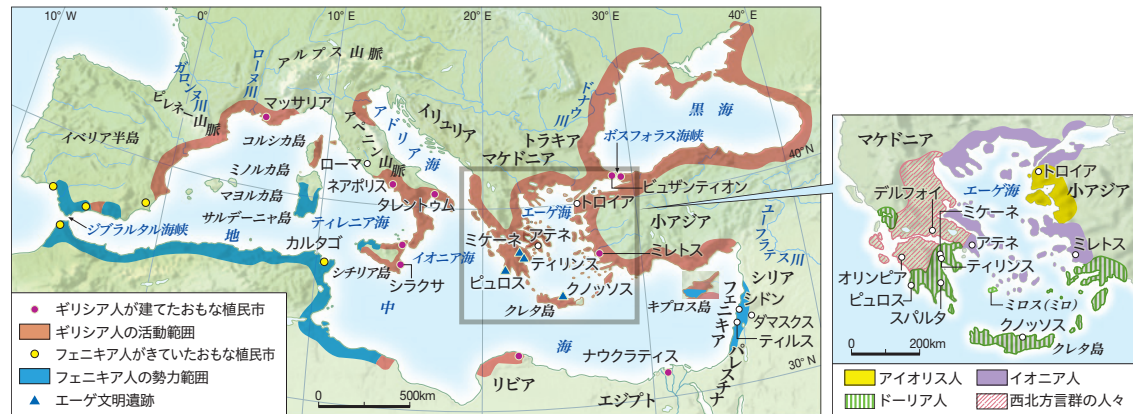 10°W
0°
10°E
20°E
30°E
40°E
ガロンヌ川
ローヌ川
アルプス山脈
ピレネー山脈
マッサリア
イベリア半島
コルシカ島
アペニン山脈
アドリア海
イリュリア
ドナウ川
トラキア
黒海
ボスフォラス海峡
40°N
マケドニア
ビュザンティオン
ローマ
ミノルカ島
マヨルカ島
ネアポリス
タレントゥム
サルデーニャ島
ティレニア海
エーゲ海
トロイア
小アジア
ユーフラテス川
ジブラルタル海峡
地
カルタゴ
イオニア海
ミケーネ
アテネ
ティリンス
ミレトス
シチリア島
シラクサ
ピュロス
クノッソス
クレタ島
キプロス島
シリア
シドン
フェニキア
ダマスクス
ティルス
パレスチナ
中
海
ナウクラティス
リビア
エジプト
30°N
0
500km
ギリシア人が建てたおもな植民市
ギリシア人の活動範囲
フェニキア人がきていたおもな植民市
フェニキア人の勢力範囲
エーゲ文明遺跡
マケドニア
トロイア
エーゲ海
小アジア
デルフォイ
ミケーネ
アテネ
ミレトス
オリンピア
ティリンス
ピュロス
スパルタ
ミロス(ミロ)
クノッソス
クレタ島
0
200km
アイオリス人
イオニア人
ドーリア人
西北方言群の人々